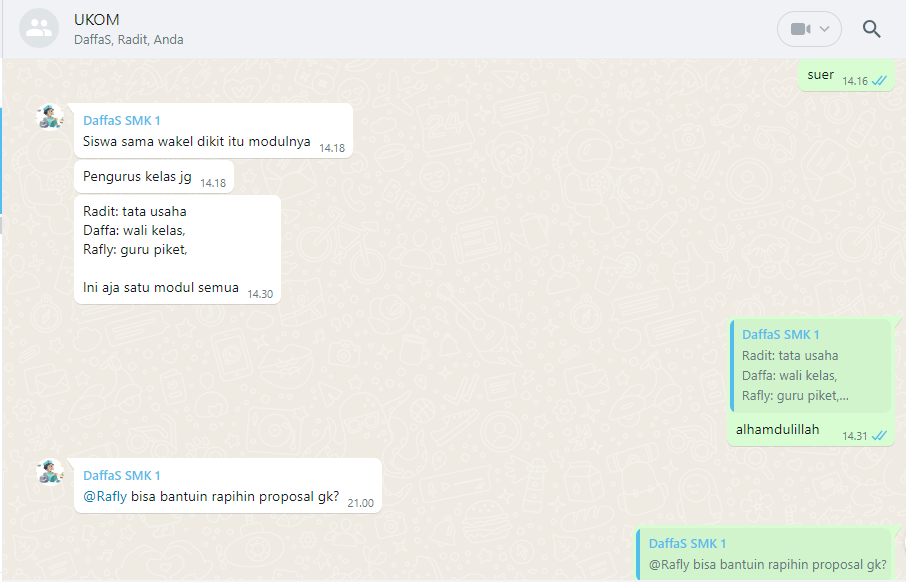 UKOM
DaffaS, Radit, Anda
suer 14.16
DaffaS SMK 1
Siswa sama wakel dikit itu modulnya 14.18
Pengurus kelas jg 14.18
Radit: tata usaha
Daffa: wali kelas,
Rafly: guru piket,
Ini aja satu modul semua 14.30
DaffaS SMK 1
Radit: tata usaha
Daffa: wali kelas,
Rafly: guru piket,...
alhamdulillah 14.31
DaffaS SMK 1
@Rafly bisa bantuin rapihin proposal gk? 21.00
DaffaS SMK 1
@Rafly bisa bantuin rapihin proposal gk?